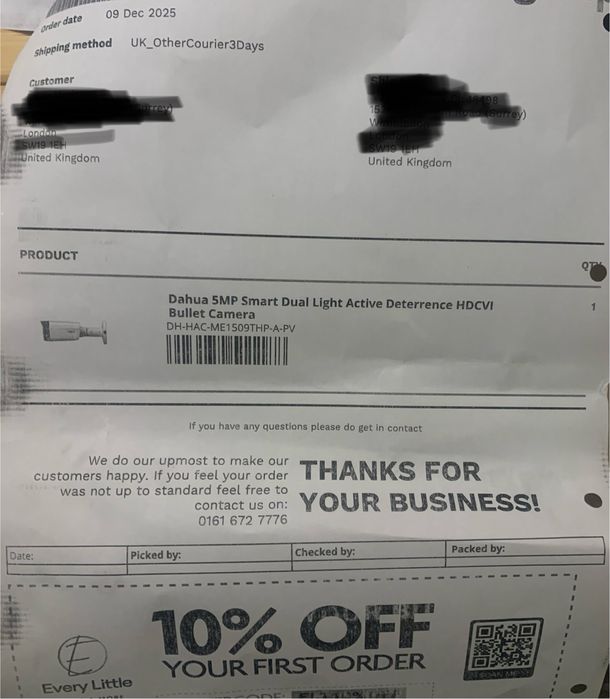 Order date 09 Dec 2025
Shipping method UK_OtherCourier3Days
Customer
London
United Kingdom
United Kingdom
PRODUCT
QTY
Dahua 5MP Smart Dual Light Active Deterrence HDCVI 1
Bullet Camera
DH-HAC-ME1509THP-A-PV
If you have any questions please do get in contact
We do our upmost to make our
customers happy. If you feel your order
was not up to standard feel free to
contact us on:
0161 672 7776
THANKS FOR
YOUR BUSINESS!
Date: Picked by: Checked by: Packed by:
10% OFF
YOUR FIRST ORDER
E
Every Little
SCAN ME